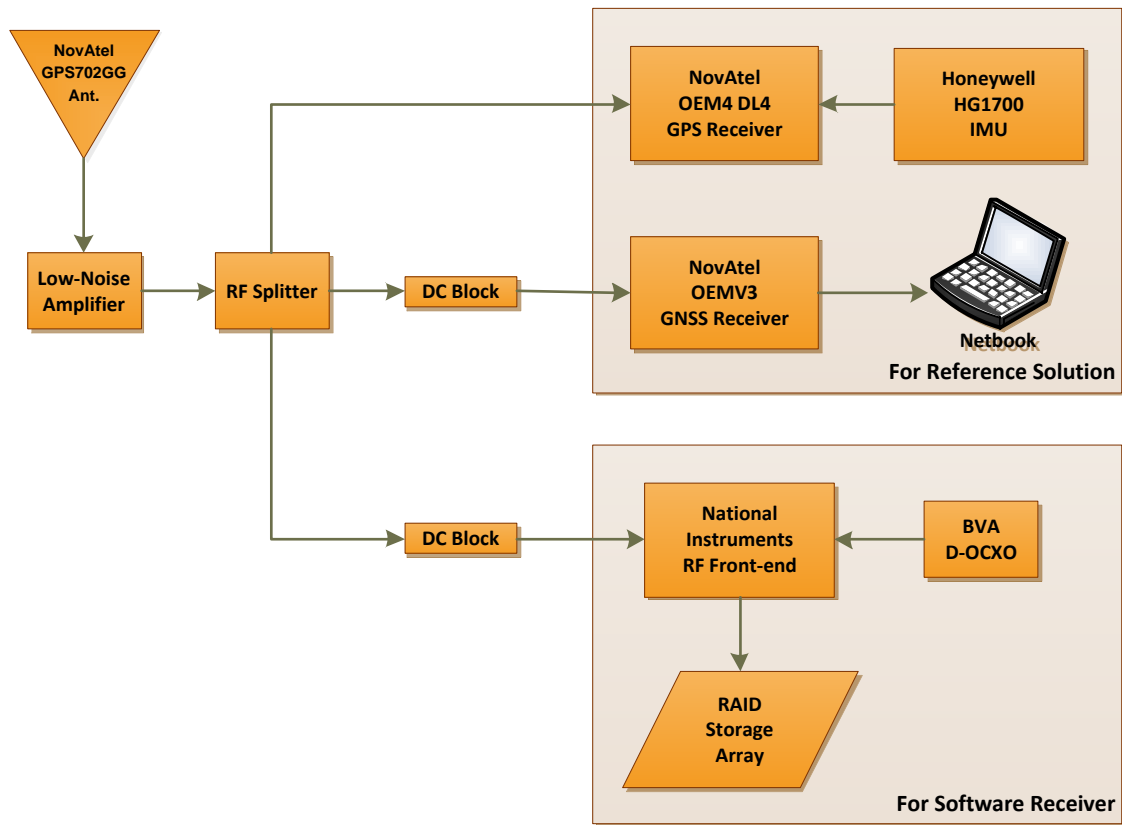 NovAtel
GPS702GG
Ant.
Low-Noise
Amplifier
RF Splitter
DC Block
NovAtel
OEM4 DL4
GPS Receiver
Honeywell
HG1700
IMU
NovAtel
OEMV3
GNSS Receiver
Netbook
For Reference Solution
DC Block
National
Instruments
RF Front-end
BVA
D-OCXO
RAID
Storage
Array
For Software Receiver